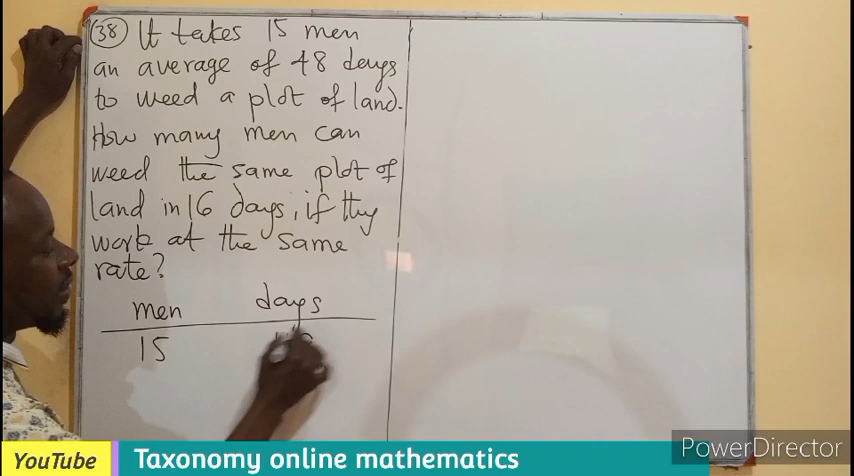 (38) It takes 15 men
an average of 48 days
to weed a plot of land.
How many men can
weed the same plot of
land in 16 days, if thy
work at the same
rate?
men days
15
YouTube Taxonomy online mathematics
PowerDirector